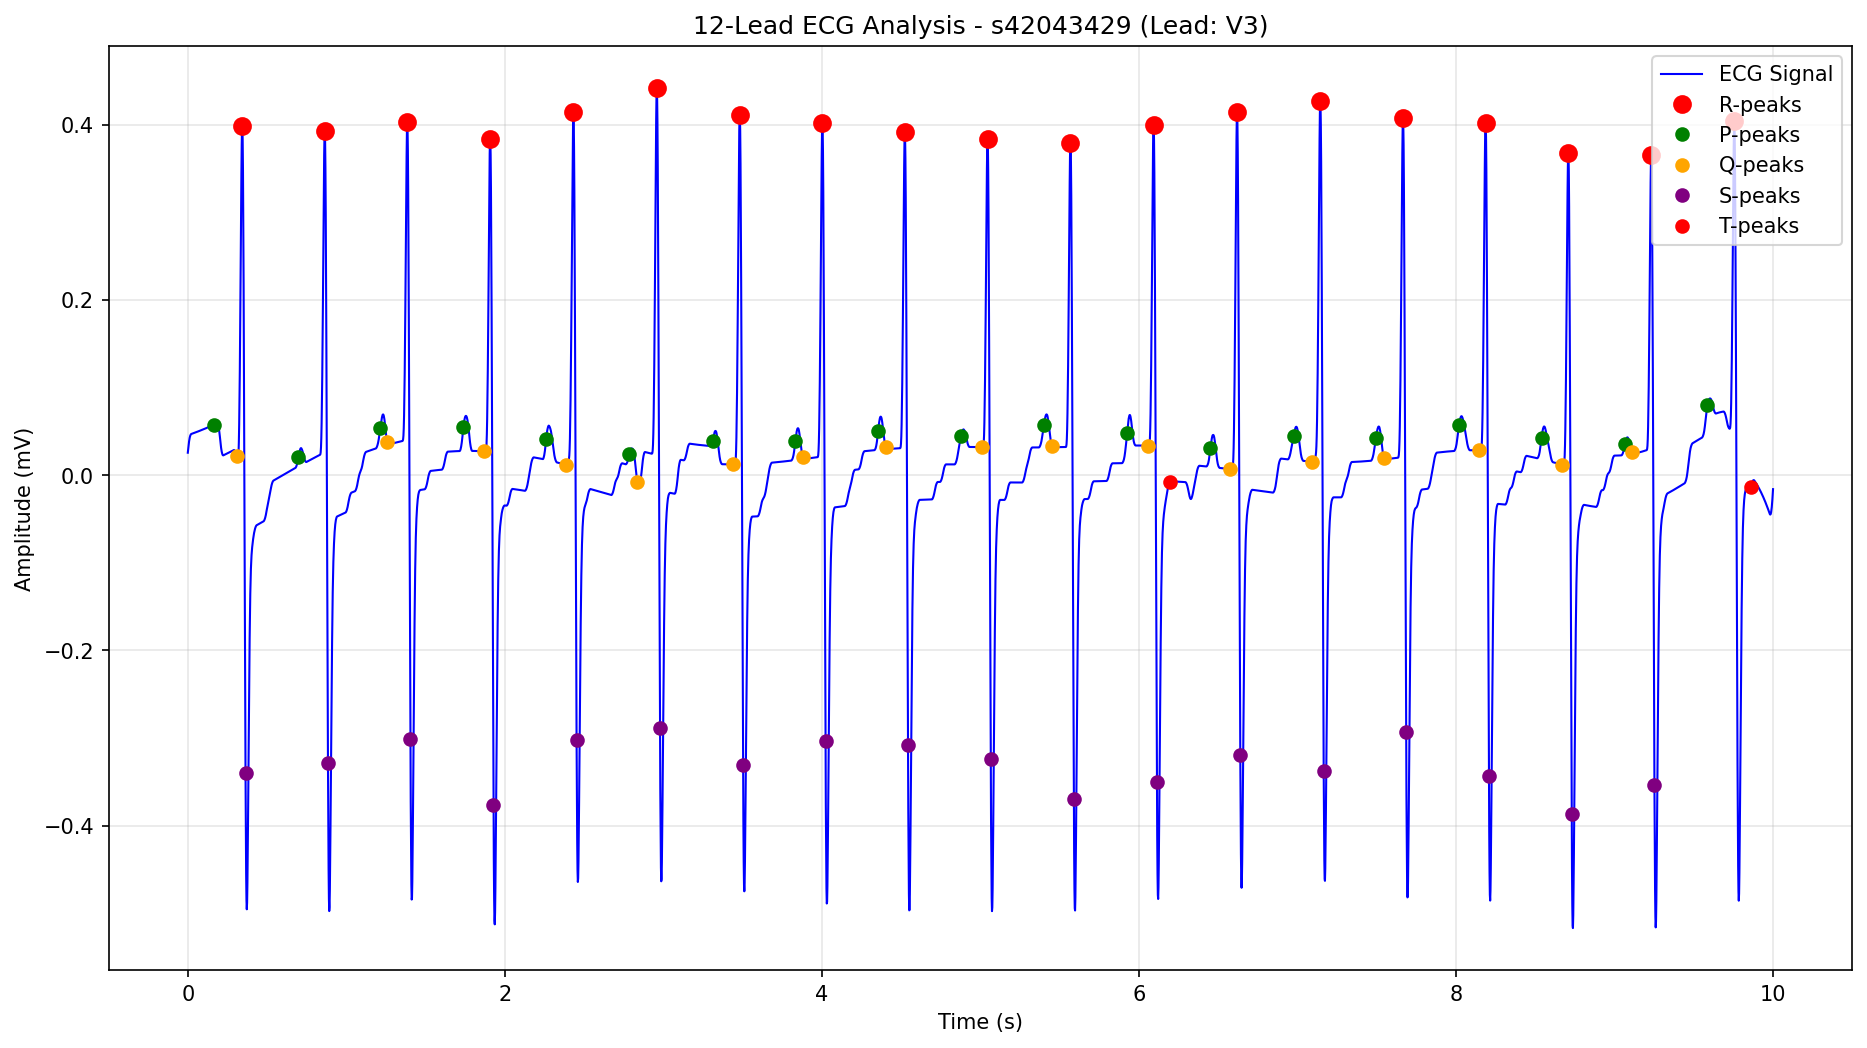 12-Lead ECG Analysis - s42043429 (Lead: V3)
ECG Signal
R-peaks
P-peaks
Q-peaks
S-peaks
T-peaks
Amplitude (mV)
0.4
0.2
0.0
−0.2
−0.4
0 2 4 6 8 10
Time (s)